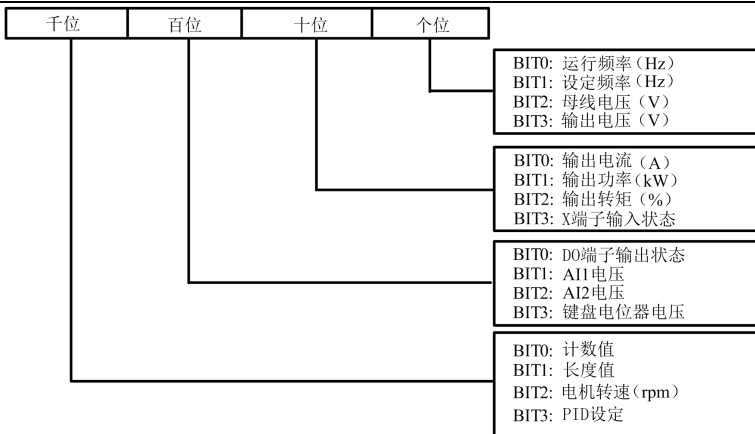 千位 百位 十位 个位
BIT0: 运行频率(Hz)
BIT1: 设定频率(Hz)
BIT2: 母线电压(V)
BIT3: 输出电压(V)
BIT0: 输出电流(A)
BIT1: 输出功率(kW)
BIT2: 输出转矩(%)
BIT3: X端子输入状态
BIT0: DO端子输出状态
BIT1: AI1电压
BIT2: AI2电压
BIT3: 键盘电位器电压
BIT0: 计数值
BIT1: 长度值
BIT2: 电机转速(rpm)
BIT3: PID设定